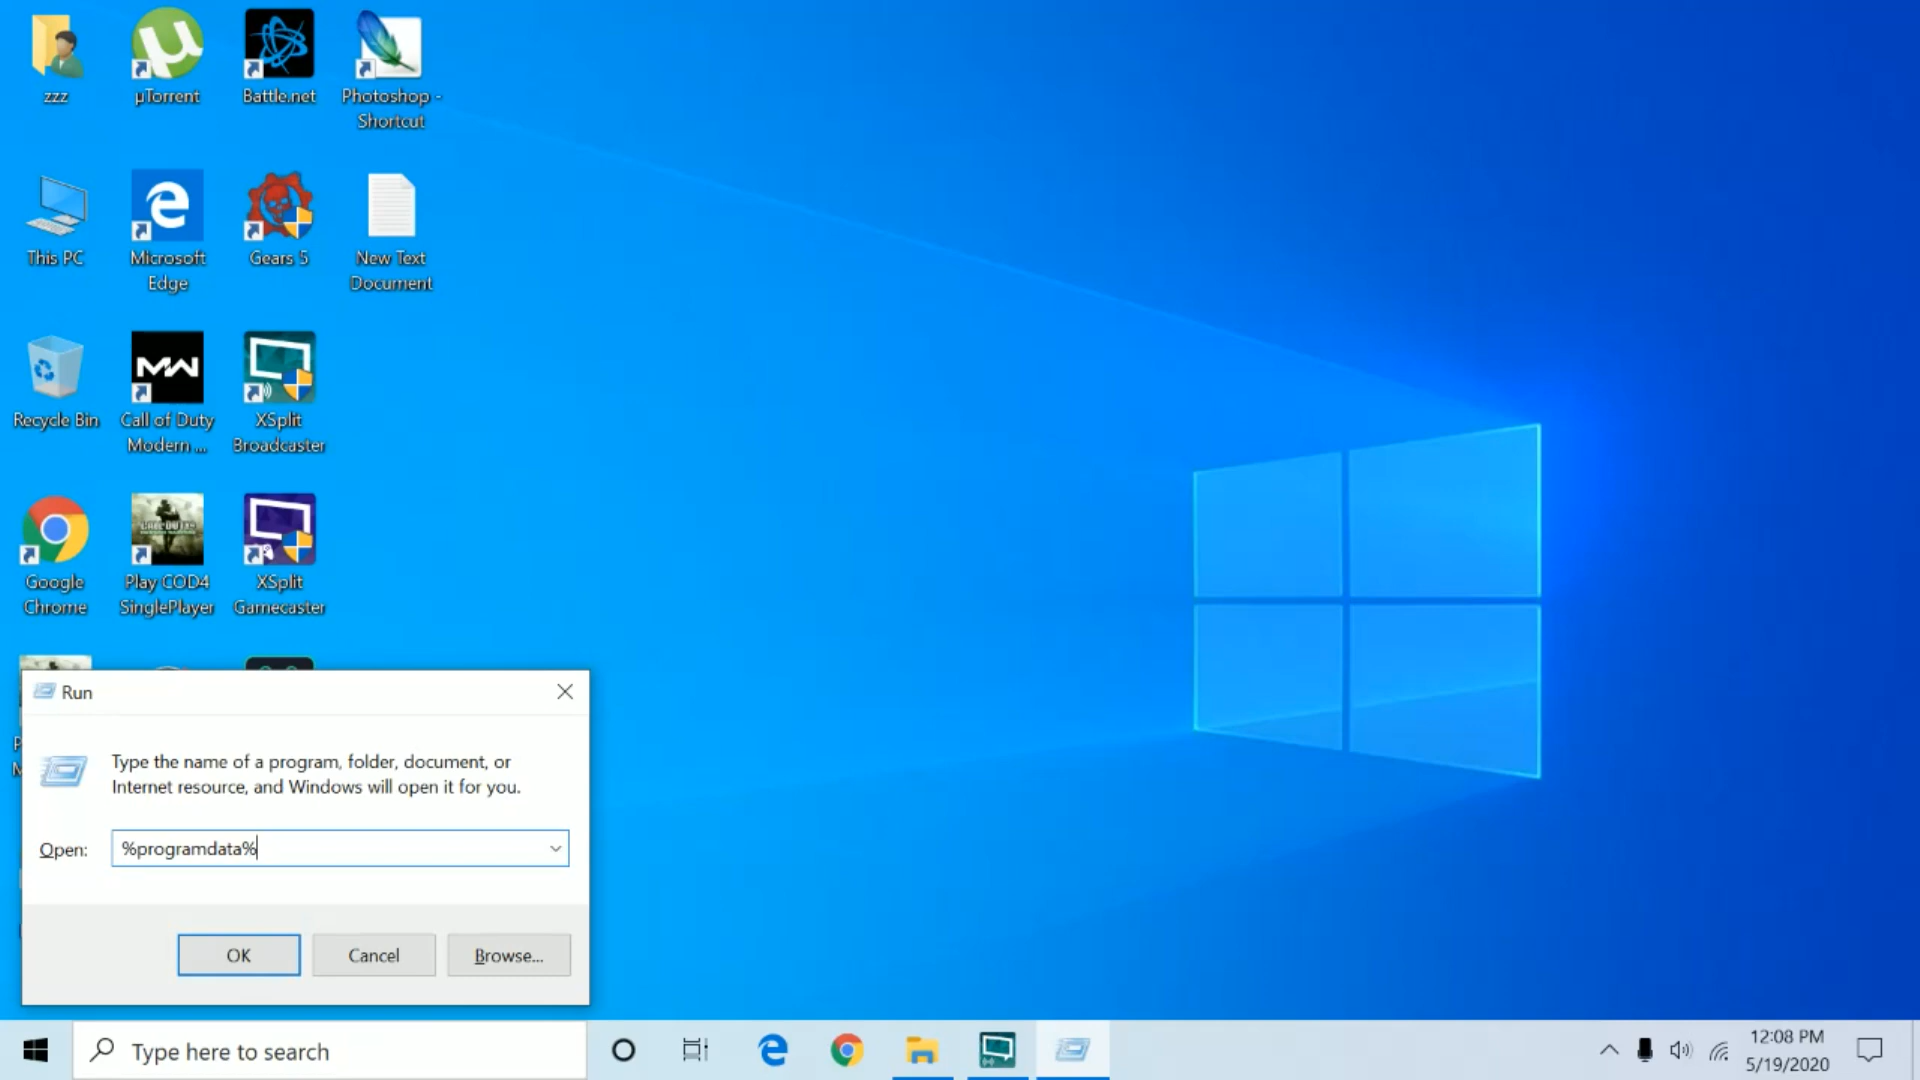 zzz
µTorrent
Battle.net
Photoshop -
Shortcut
This PC
Microsoft
Edge
Gears 5
New Text
Document
Recycle Bin
MW
Call of Duty
Modern ...
XSplit
Broadcaster
Google
Chrome
Play COD4
SinglePlayer
XSplit
Gamecaster
Run
Type the name of a program, folder, document, or
Internet resource, and Windows will open it for you.
Open:
%programdata%
OK
Cancel
Browse...
Type here to search
12:08 PM
5/19/2020